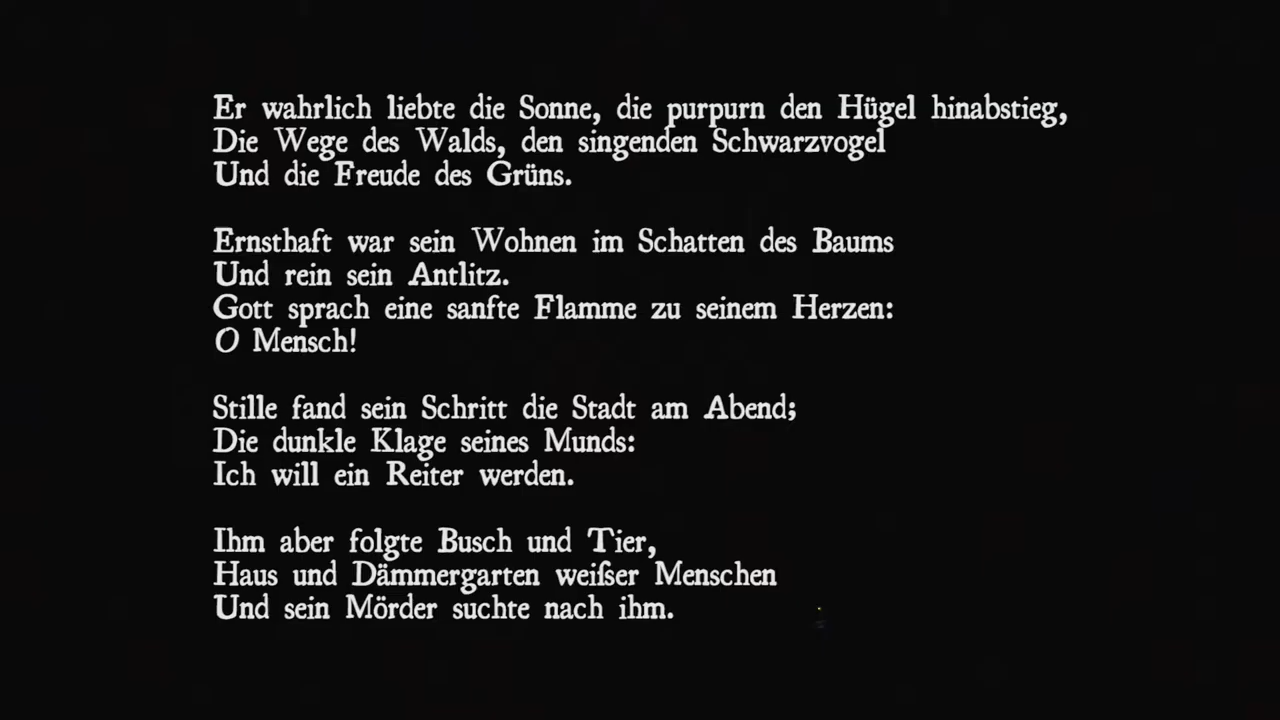 Er wahrlich liebte die Sonne, die purpurn den Hügel hinabstieg,
Die Wege des Walds, den singenden Schwarzvogel
Und die Freude des Grüns.
Ernsthaft war sein Wohnen im Schatten des Baums
Und rein sein Antlitz.
Gott sprach eine sanfte Flamme zu seinem Herzen:
O Mensch!
Stille fand sein Schritt die Stadt am Abend;
Die dunkle Klage seines Munds:
Ich will ein Reiter werden.
Ihm aber folgte Busch und Tier,
Haus und Dämmergarten weißer Menschen
Und sein Mörder suchte nach ihm.